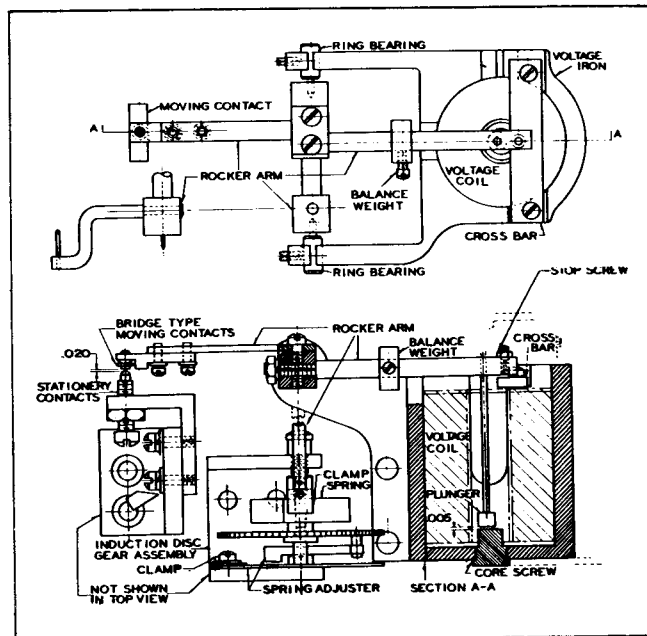 RING BEARING
VOLTAGE
IRON
MOVING CONTACT
A
A
ROCKER ARM
BALANCE
WEIGHT
VOLTAGE
COIL
CROSS BAR
RING BEARING
STOP SCREW
BRIDGE TYPE
MOVING CONTACTS
ROCKER ARM
BALANCE
WEIGHT
CROSS
BAR
.020
STATIONERY
CONTACTS
VOLTAGE
COIL
CLAMP
SPRING
PLUNGER
.005
INDUCTION DISC
GEAR ASSEMBLY
CLAMP
NOT SHOWN
IN TOP VIEW
SPRING ADJUSTER
SECTION A-A
CORE SCREW